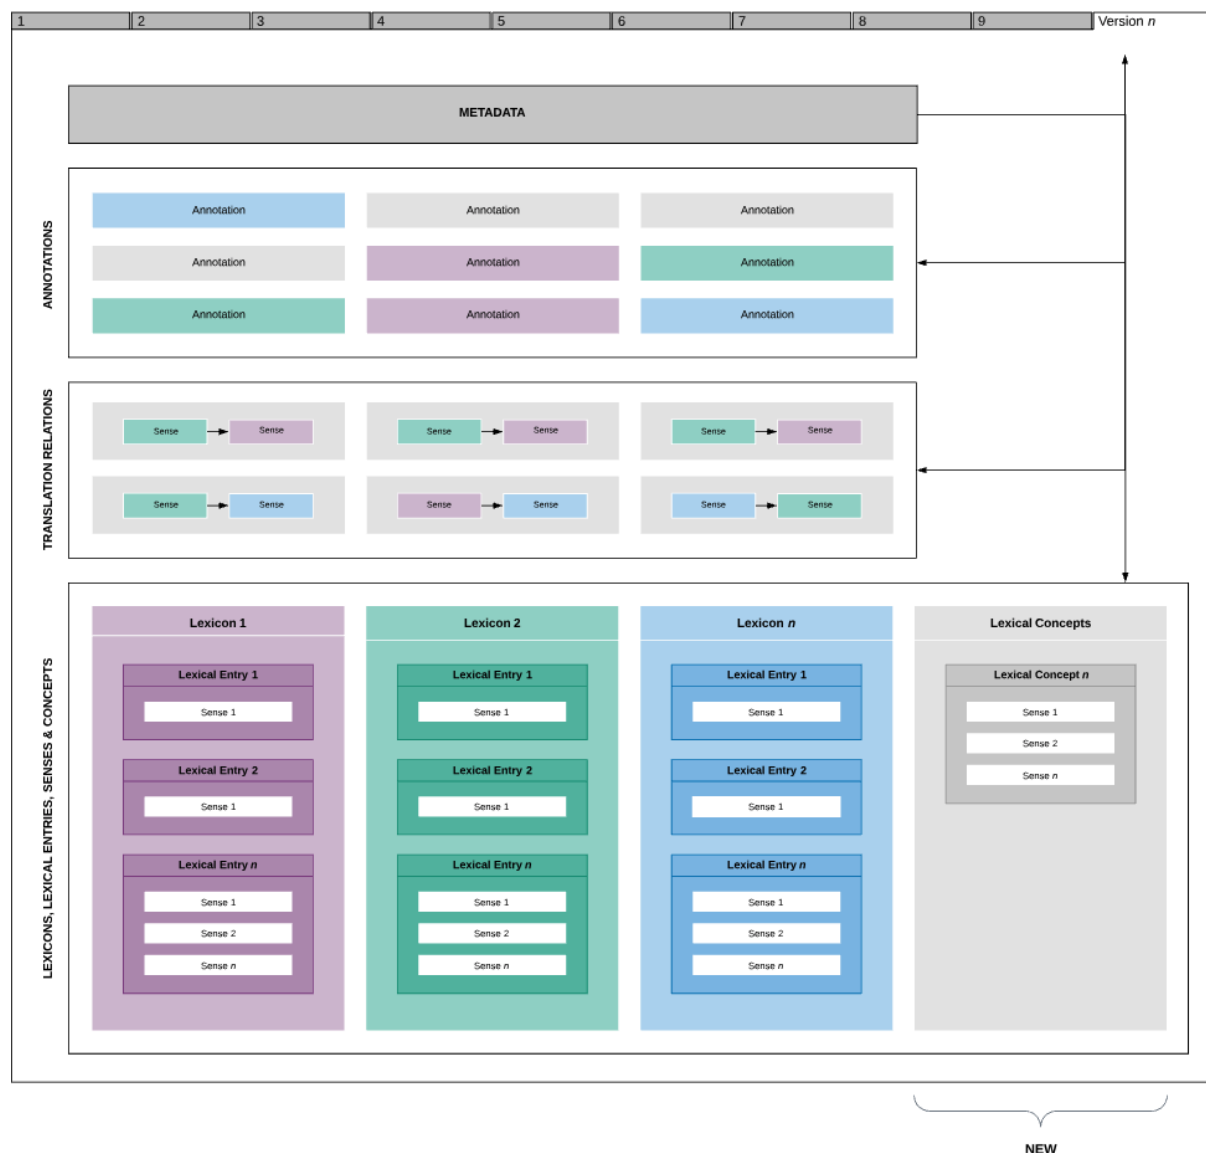 1 2 3 4 5 6 7 8 9 Version n
METADATA
ANNOTATIONS
Annotation Annotation Annotation
Annotation Annotation Annotation
Annotation Annotation Annotation
TRANSLATION RELATIONS
Sense Sense Sense Sense Sense Sense
Sense Sense Sense Sense Sense Sense
LEXICONS, LEXICAL ENTRIES, SENSES & CONCEPTS
Lexicon 1 Lexicon 2 Lexicon n Lexical Concepts
Lexical Entry 1 Lexical Entry 1 Lexical Entry 1 Lexical Concept n
Sense 1 Sense 1 Sense 1 Sense 1
Sense 2
Lexical Entry 2 Lexical Entry 2 Lexical Entry 2
Sense n
Sense 1 Sense 1 Sense 1
Lexical Entry n Lexical Entry n Lexical Entry n
Sense 1 Sense 1 Sense 1
Sense 2 Sense 2 Sense 2
Sense n Sense n Sense n
NEW